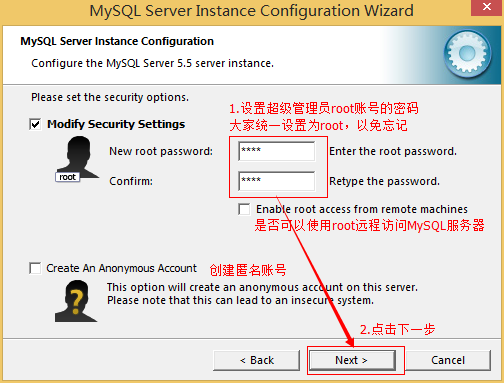 MySQL Server Instance Configuration Wizard
MySQL Server Instance Configuration
Configure the MySQL Server 5.5 server instance.
Please set the security options.
1.设置超级管理员root账号的密码
大家统一设置为root，以免忘记
Modify Security Settings
New root password:
****
Enter the root password.
root
Confirm:
****
Retype the password.
Enable root access from remote machines
是否可以使用root远程访问MySQL服务器
Create An Anonymous Account
创建匿名账号
This option will create an anonymous account on this server.
Please note that this can lead to an insecure system.
2.点击下一步
< Back
Next >
Cancel